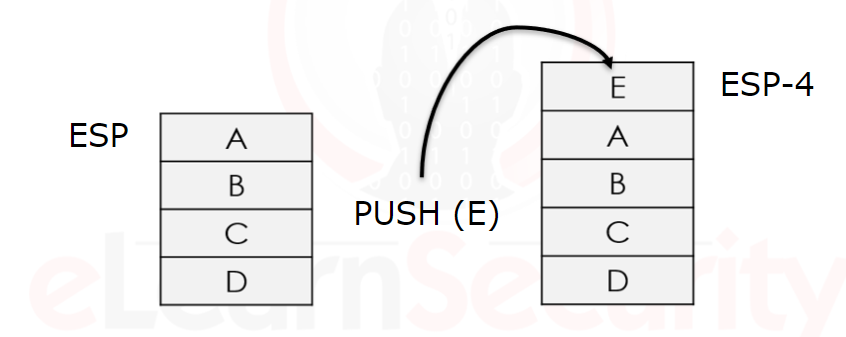 ESP
A
B
C
D
PUSH (E)
E
A
B
C
D
ESP-4
eLearnSecurity